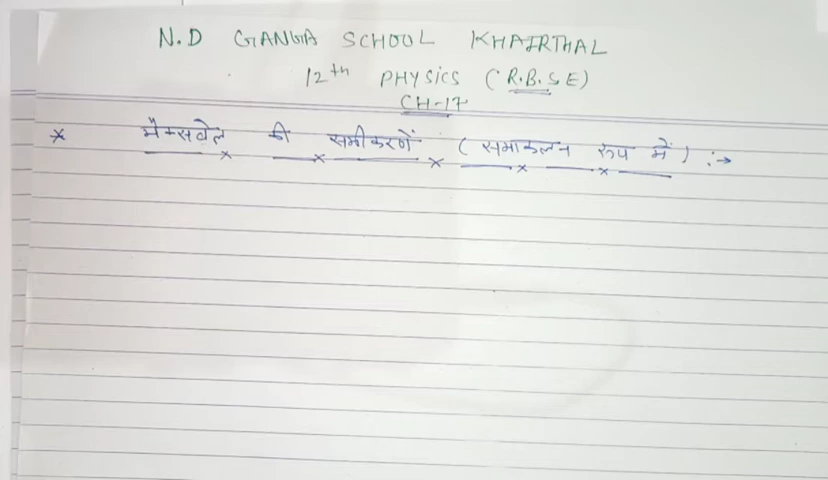 N.D GANGA SCHOOL KHAIRTHAL
12th PHYSICS (R.B.S.E)
CH-17
* मैक्सवेल की समीकरणें (समाकलन रूप में) :→